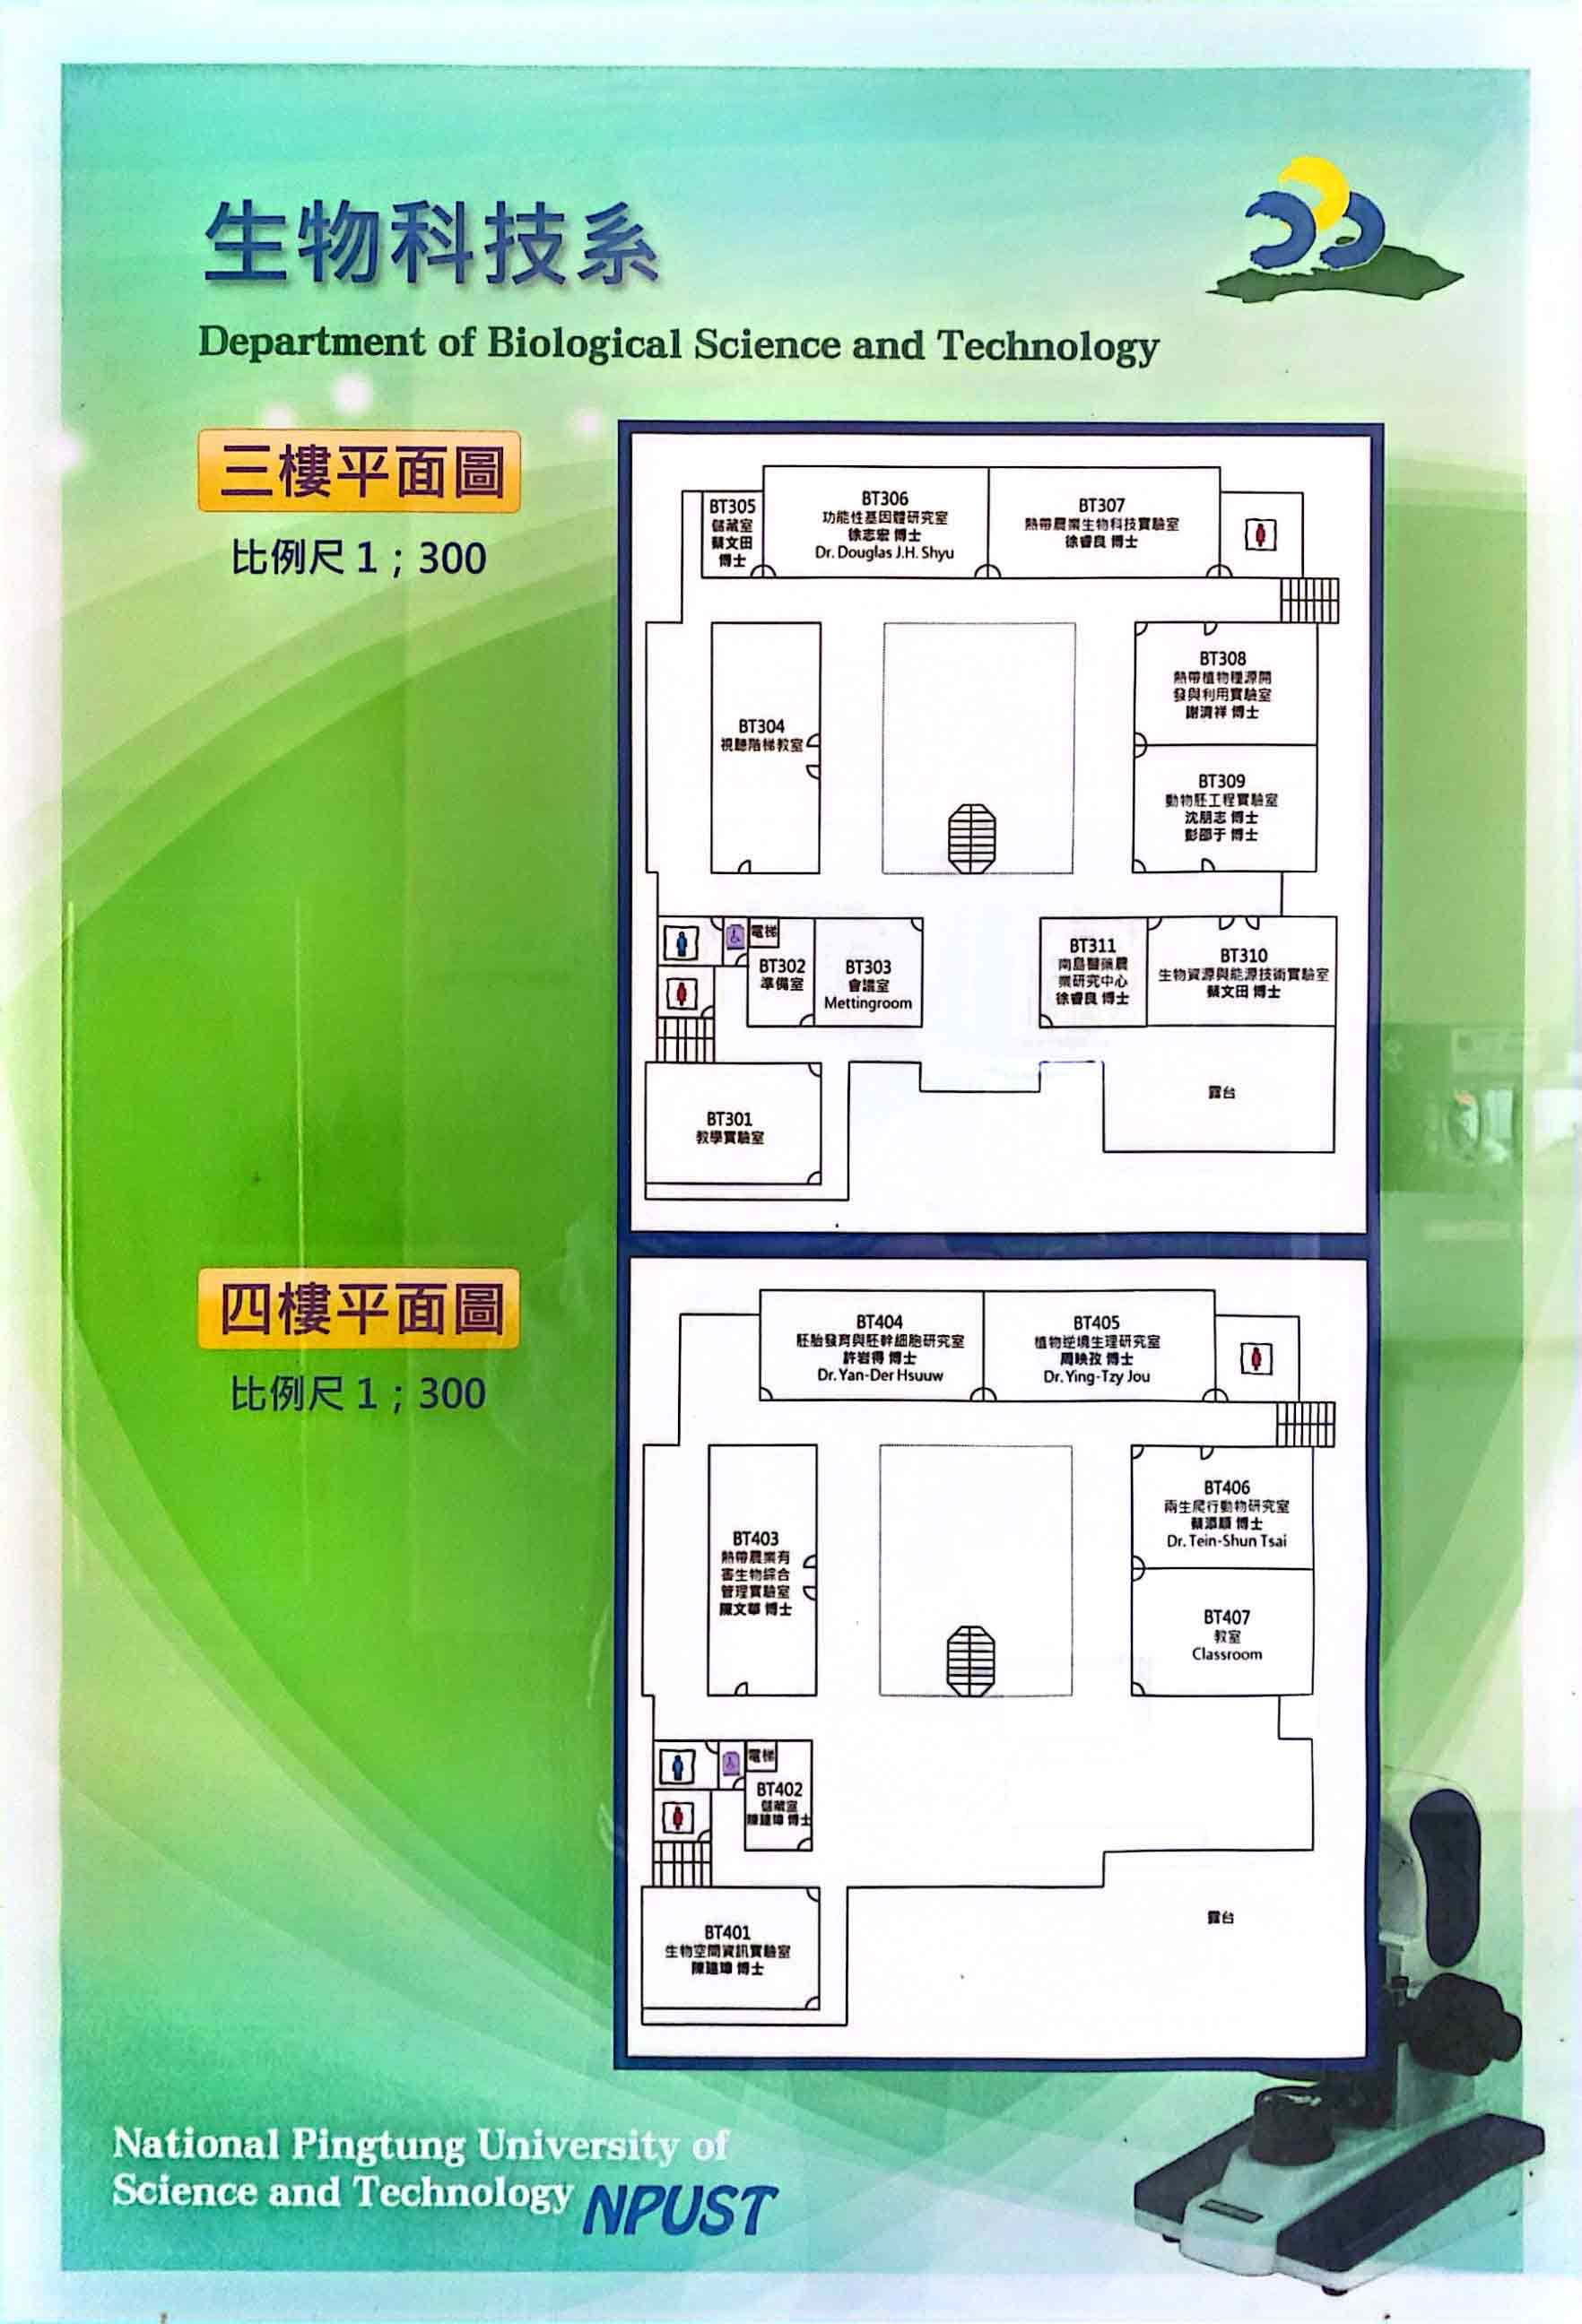 生物科技系
Department of Biological Science and Technology
三樓平面圖
比例尺 1；300
BT305
儲藏室
蔡文田
博士
BT306
功能性基因體研究室
徐志宏 博士
Dr. Douglas J.H. Shyu
BT307
熱帶農業生物科技實驗室
徐睿良 博士
BT304
視聽階梯教室
BT308
熱帶植物種源開
發與利用實驗室
謝清祥 博士
BT309
動物胚工程實驗室
沈朋志 博士
彭劭于 博士
電梯
BT302
準備室
BT303
會議室
Mettingroom
BT311
南島醫藥農
業研究中心
徐睿良 博士
BT310
生物資源與能源技術實驗室
蔡文田 博士
BT301
教學實驗室
露台
四樓平面圖
比例尺 1；300
BT404
胚胎發育與胚幹細胞研究室
許岩得 博士
Dr. Yan-Der Hsuuw
BT405
植物逆境生理研究室
周映孜 博士
Dr. Ying-Tzy Jou
BT403
熱帶農業有
害生物綜合
管理實驗室
陳文華 博士
BT406
兩生爬行動物研究室
蔡添順 博士
Dr. Tein-Shun Tsai
BT407
教室
Classroom
電梯
BT402
儲藏室
陳建璋 博士
BT401
生物空間資訊實驗室
陳建璋 博士
露台
National Pingtung University of
Science and Technology NPUST